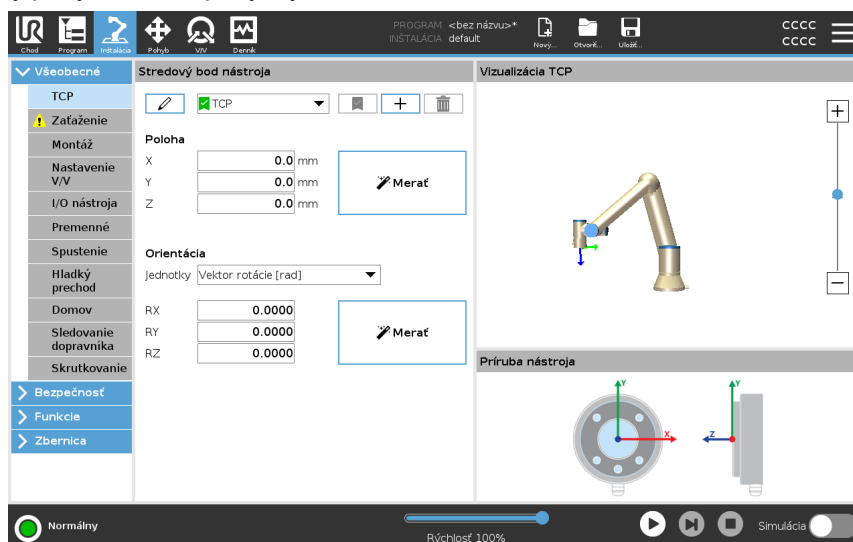 PROGRAM <bez názvu>*
INŠTALÁCIA default
CCCC
CCCC
Chod Program Inštalácia Pohyb V/V Denník Nový... Otvoriť... Uložiť...
Všeobecné
TCP
Zaťaženie
Montáž
Nastavenie
V/V
I/O nástroja
Premenné
Spustenie
Hladký
prechod
Domov
Sledovanie
dopravníka
Skrutkovanie
Bezpečnosť
Funkcie
Zbernica
Stredový bod nástroja
TCP
Poloha
X 0.0 mm
Y 0.0 mm
Z 0.0 mm
Merať
Orientácia
Jednotky Vektor rotácie [rad]
RX 0.0000
RY 0.0000
RZ 0.0000
Merať
Vizualizácia TCP
Príruba nástroja
Y
X
Y
Z
Normálny
Rýchlosť 100%
Simulácia